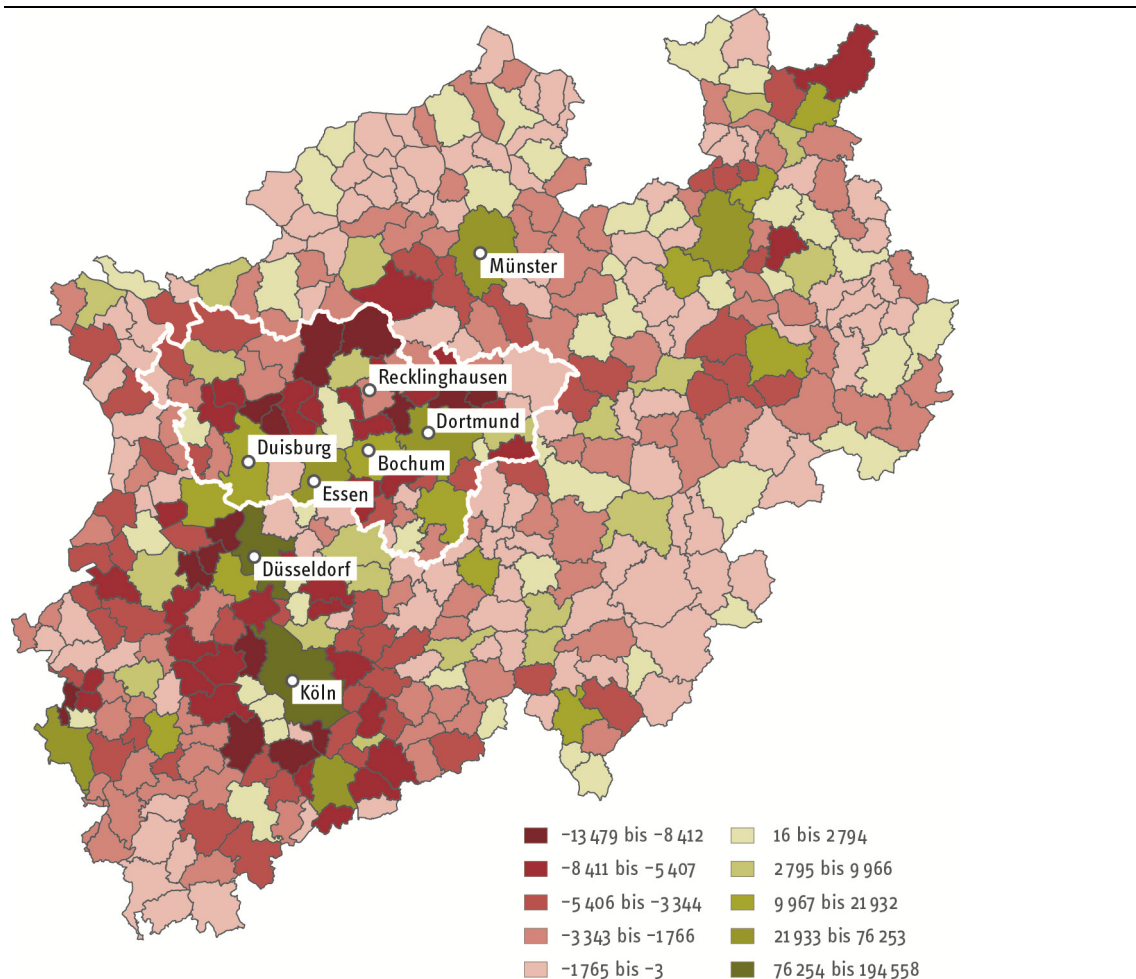 Münster
Recklinghausen
Dortmund
Duisburg
Bochum
Essen
Düsseldorf
Köln
−13 479 bis −8 412
−8 411 bis −5 407
−5 406 bis −3 344
−3 343 bis −1 766
−1 765 bis −3
16 bis 2 794
2 795 bis 9 966
9 967 bis 21 932
21 933 bis 76 253
76 254 bis 194 558